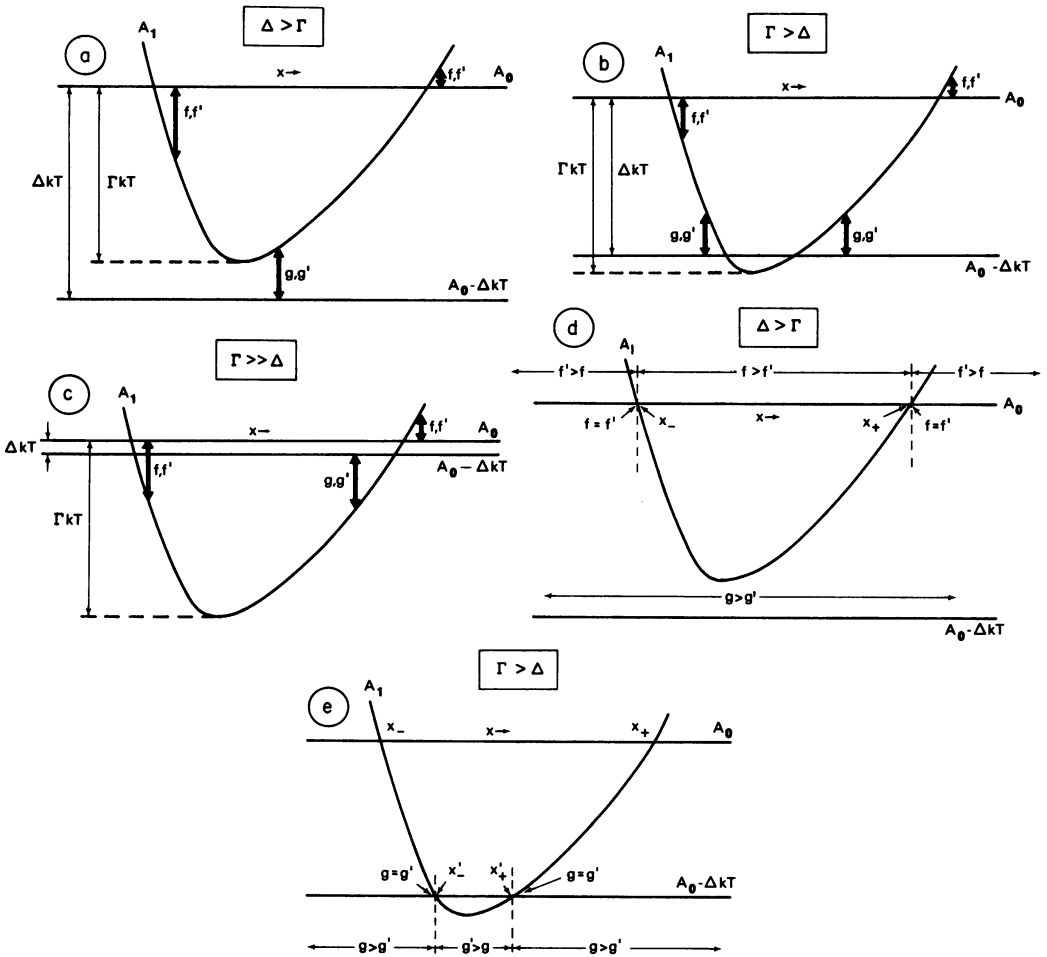 a
Δ > Γ
A₁
x→
A₀
f,f'
f,f'
ΔkT
ΓkT
g,g'
A₀-ΔkT
b
Γ > Δ
A₁
x→
A₀
f,f'
f,f'
ΓkT
ΔkT
g,g'
g,g'
A₀-ΔkT
c
Γ >> Δ
A₁
x→
A₀
f,f'
f,f'
ΔkT
A₀-ΔkT
g,g'
ΓkT
d
Δ > Γ
A₁
f'>f
f>f'
f'>f
A₀
f=f'
x₋
x→
x₊
f=f'
g>g'
A₀-ΔkT
e
Γ > Δ
A₁
x₋
x→
x₊
A₀
g=g'
x'₋
x'₊
g=g'
A₀-ΔkT
g>g'
g'>g
g>g'